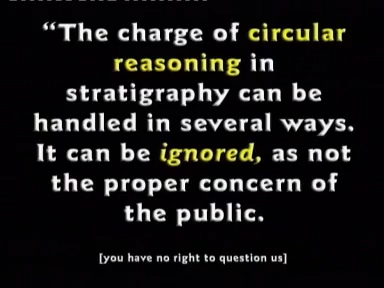 “The charge of circular
reasoning in
stratigraphy can be
handled in several ways.
It can be ignored, as not
the proper concern of
the public.
[you have no right to question us]